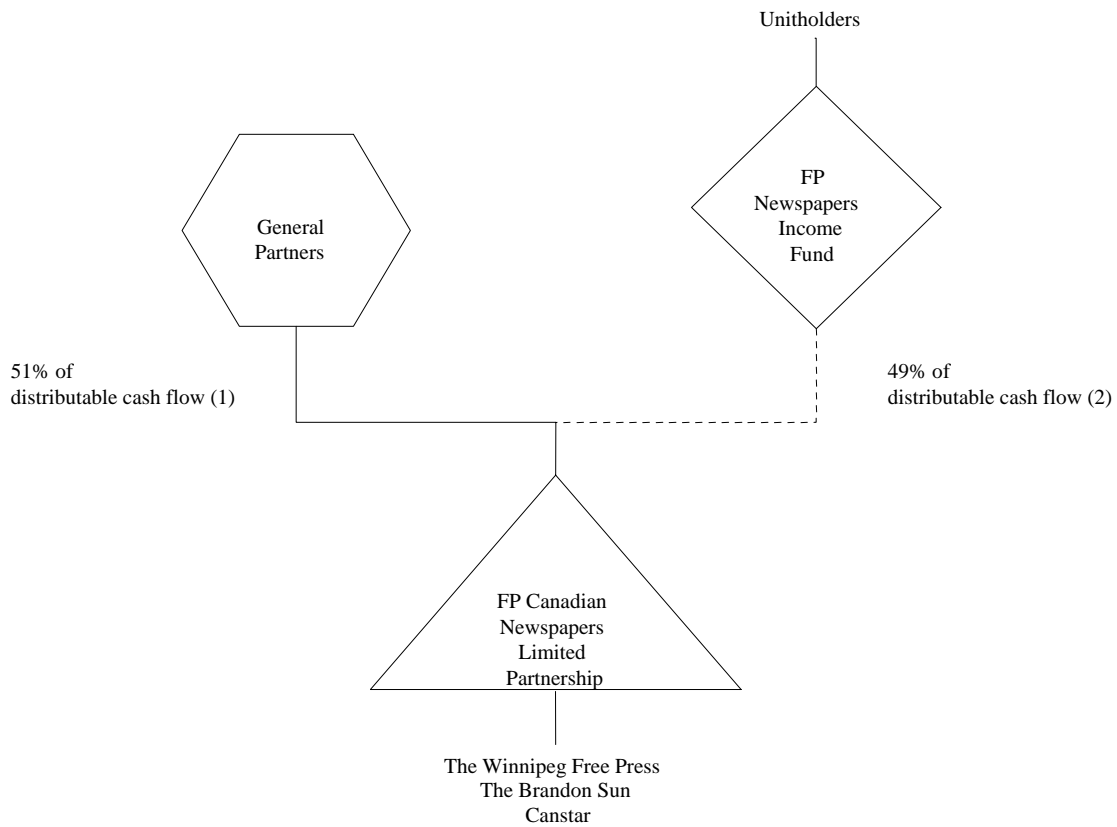 Unitholders
FP
Newspapers
Income
Fund
General
Partners
51% of
distributable cash flow (1)
49% of
distributable cash flow (2)
FP Canadian
Newspapers
Limited
Partnership
The Winnipeg Free Press
The Brandon Sun
Canstar